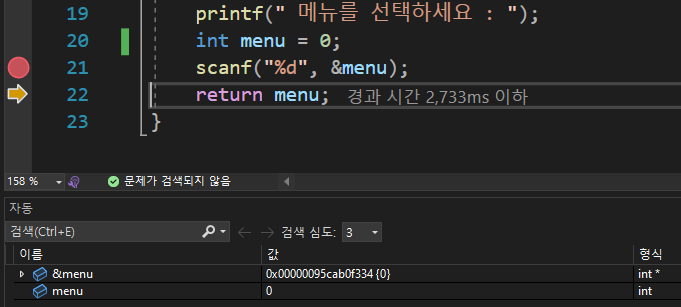 19 printf(" 메뉴를 선택하세요 : ");
20 int menu = 0;
21 scanf("%d", &menu);
22 return menu; 경과 시간 2,733ms 이하
23 }
158 % 문제가 검색되지 않음
자동
검색(Ctrl+E) 검색 심도: 3
이름 값 형식
&menu 0x00000095cab0f334 {0} int *
menu 0 int